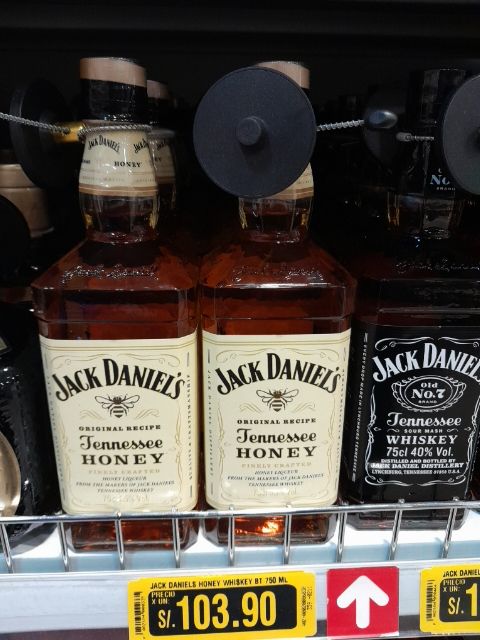 JACK DANIEL'S
HONEY
JACK DANIEL'S
ORIGINAL RECIPE
Tennessee
HONEY
FINELY CRAFTED
HONEY LIQUEUR
FROM THE MAKERS OF JACK DANIEL'S
TENNESSEE WHISKEY
JACK DANIEL'S
ORIGINAL RECIPE
Tennessee
HONEY
FINELY CRAFTED
HONEY LIQUEUR
FROM THE MAKERS OF JACK DANIEL'S
TENNESSEE WHISKEY
JACK DANIEL'S
Old
No.7
BRAND
Tennessee
SOUR MASH
WHISKEY
75cl 40% Vol.
DISTILLED AND BOTTLED BY
JACK DANIEL DISTILLERY
LYNCHBURG, TENNESSEE 37352 U.S.A.
JACK DANIELS HONEY WHISKEY BT 750 ML
PRECIO
X UN:
S/. 103.90
JACK D
PRECIO
X UN:
S/. 1